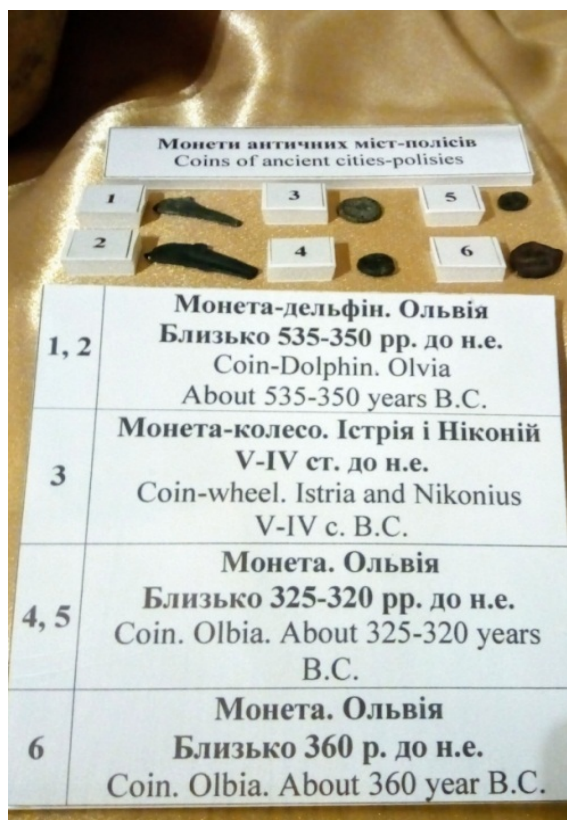 Монети античних міст-полісів
Coins of ancient cities-polisies
1
3
5
2
4
6
1, 2
Монета-дельфін. Ольвія
Близько 535-350 рр. до н.е.
Coin-Dolphin. Olvia
About 535-350 years B.C.
3
Монета-колесо. Істрія і Ніконій
V-IV ст. до н.е.
Coin-wheel. Istria and Nikonius
V-IV c. B.C.
4, 5
Монета. Ольвія
Близько 325-320 рр. до н.е.
Coin. Olbia. About 325-320 years
B.C.
6
Монета. Ольвія
Близько 360 р. до н.е.
Coin. Olbia. About 360 year B.C.